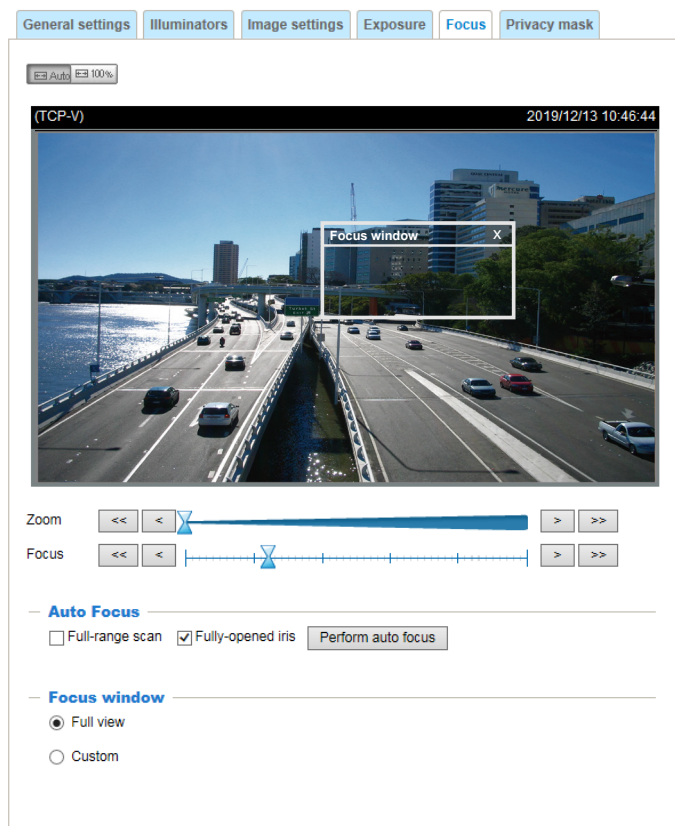 General settings Illuminators Image settings Exposure Focus Privacy mask
Auto 100%
(TCP-V) 2019/12/13 10:46:44
Focus window X
Zoom << < > >>
Focus << < > >>
Auto Focus
Full-range scan Fully-opened iris Perform auto focus
Focus window
Full view
Custom